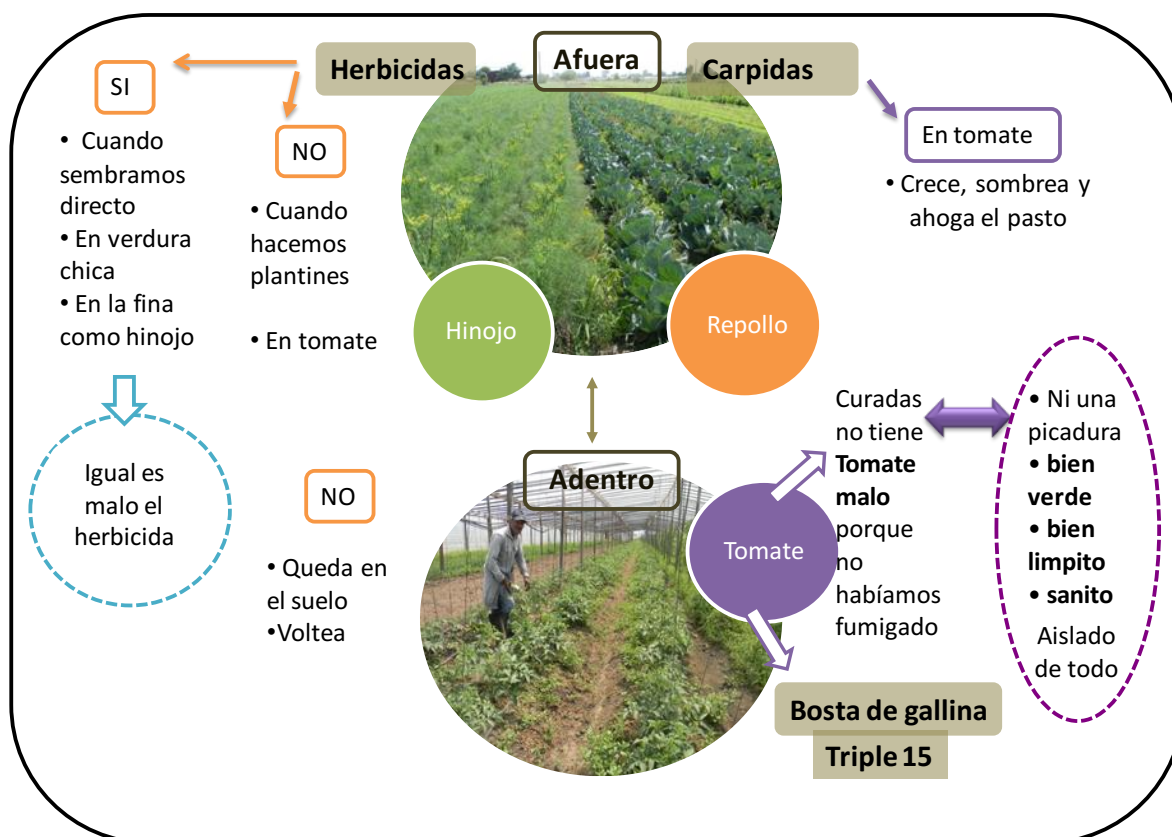 Herbicidas
Afuera
Carpidas
SI
• Cuando
sembramos
directo
• En verdura
chica
• En la fina
como hinojo
NO
• Cuando
hacemos
plantines
• En tomate
En tomate
• Crece, sombrea y
ahoga el pasto
Hinojo
Repollo
Igual es
malo el
herbicida
Adentro
NO
• Queda en
el suelo
•Voltea
Tomate
Curadas
no tiene
Tomate
malo
porque
no
habíamos
fumigado
• Ni una
picadura
• bien
verde
• bien
limpito
• sanito
Aislado
de todo
Bosta de gallina
Triple 15